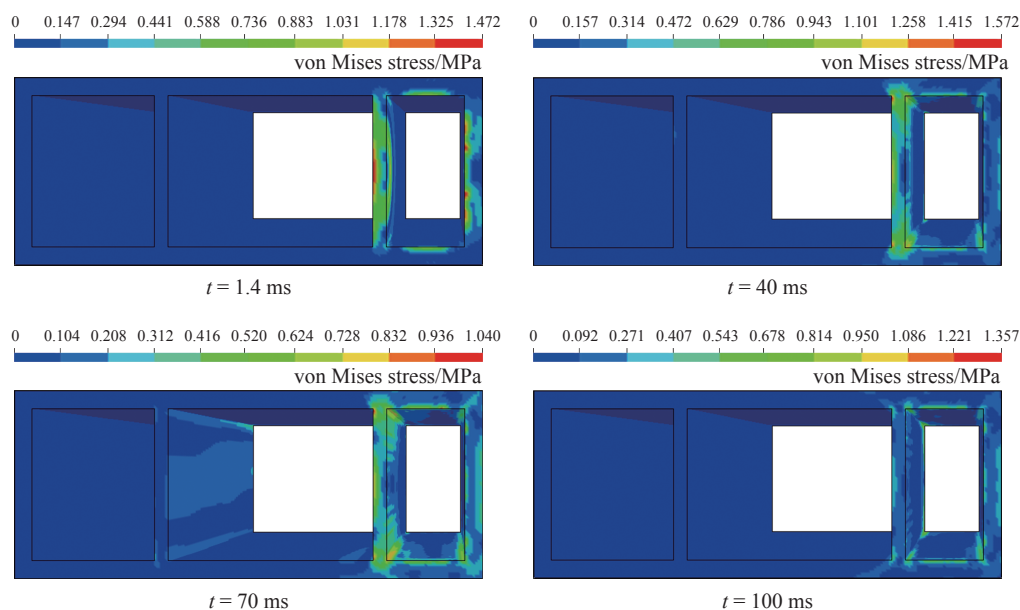 0 0.147 0.294 0.441 0.588 0.736 0.883 1.031 1.178 1.325 1.472
von Mises stress/MPa
t = 1.4 ms
0 0.157 0.314 0.472 0.629 0.786 0.943 1.101 1.258 1.415 1.572
von Mises stress/MPa
t = 40 ms
0 0.104 0.208 0.312 0.416 0.520 0.624 0.728 0.832 0.936 1.040
von Mises stress/MPa
t = 70 ms
0 0.092 0.271 0.407 0.543 0.678 0.814 0.950 1.086 1.221 1.357
von Mises stress/MPa
t = 100 ms